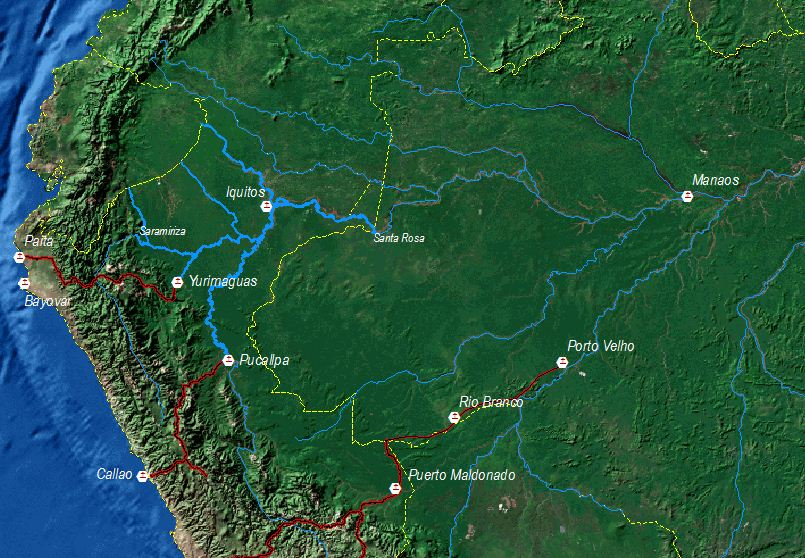 Manaos
Iquitos
Saramiriza
Santa Rosa
Paita
Yurimaguas
Bayovar
Porto Velho
Pucallpa
Rio Branco
Callao
Puerto Maldonado